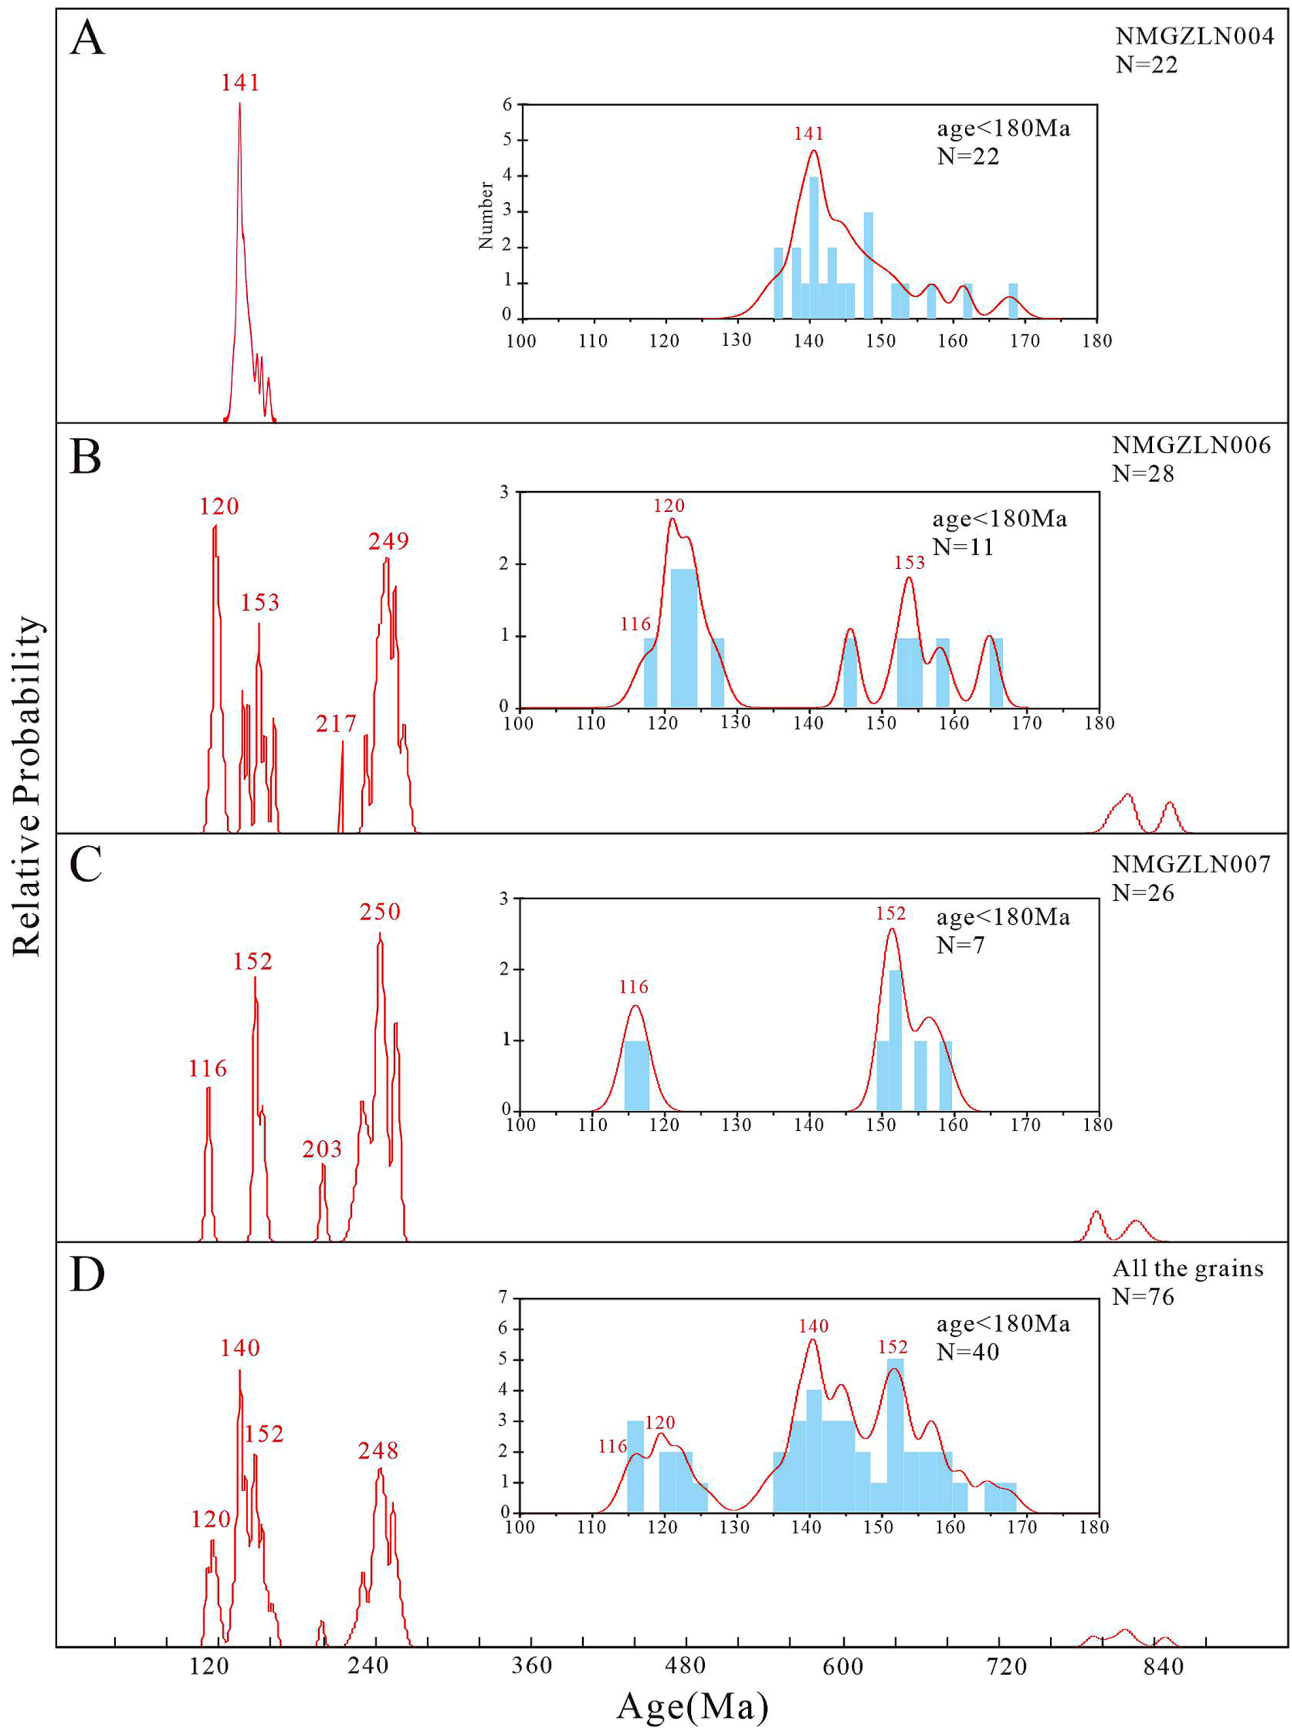 A
NMGZLN004
N=22
141
age<180Ma
N=22
141
Number
6
5
4
3
2
1
0
100 110 120 130 140 150 160 170 180
B
NMGZLN006
N=28
120
249
153
217
age<180Ma
N=11
120
153
116
3
2
1
0
100 110 120 130 140 150 160 170 180
C
NMGZLN007
N=26
250
152
116
203
age<180Ma
N=7
152
116
3
2
1
0
100 110 120 130 140 150 160 170 180
D
All the grains
N=76
140
152
248
120
age<180Ma
N=40
140
152
120
116
7
6
5
4
3
2
1
0
100 110 120 130 140 150 160 170 180
Relative Probability
120 240 360 480 600 720 840
Age(Ma)